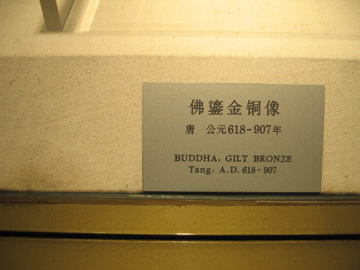 佛鎏金铜像
唐 公元618-907年
BUDDHA, GILT BRONZE
Tang, A.D. 618-907